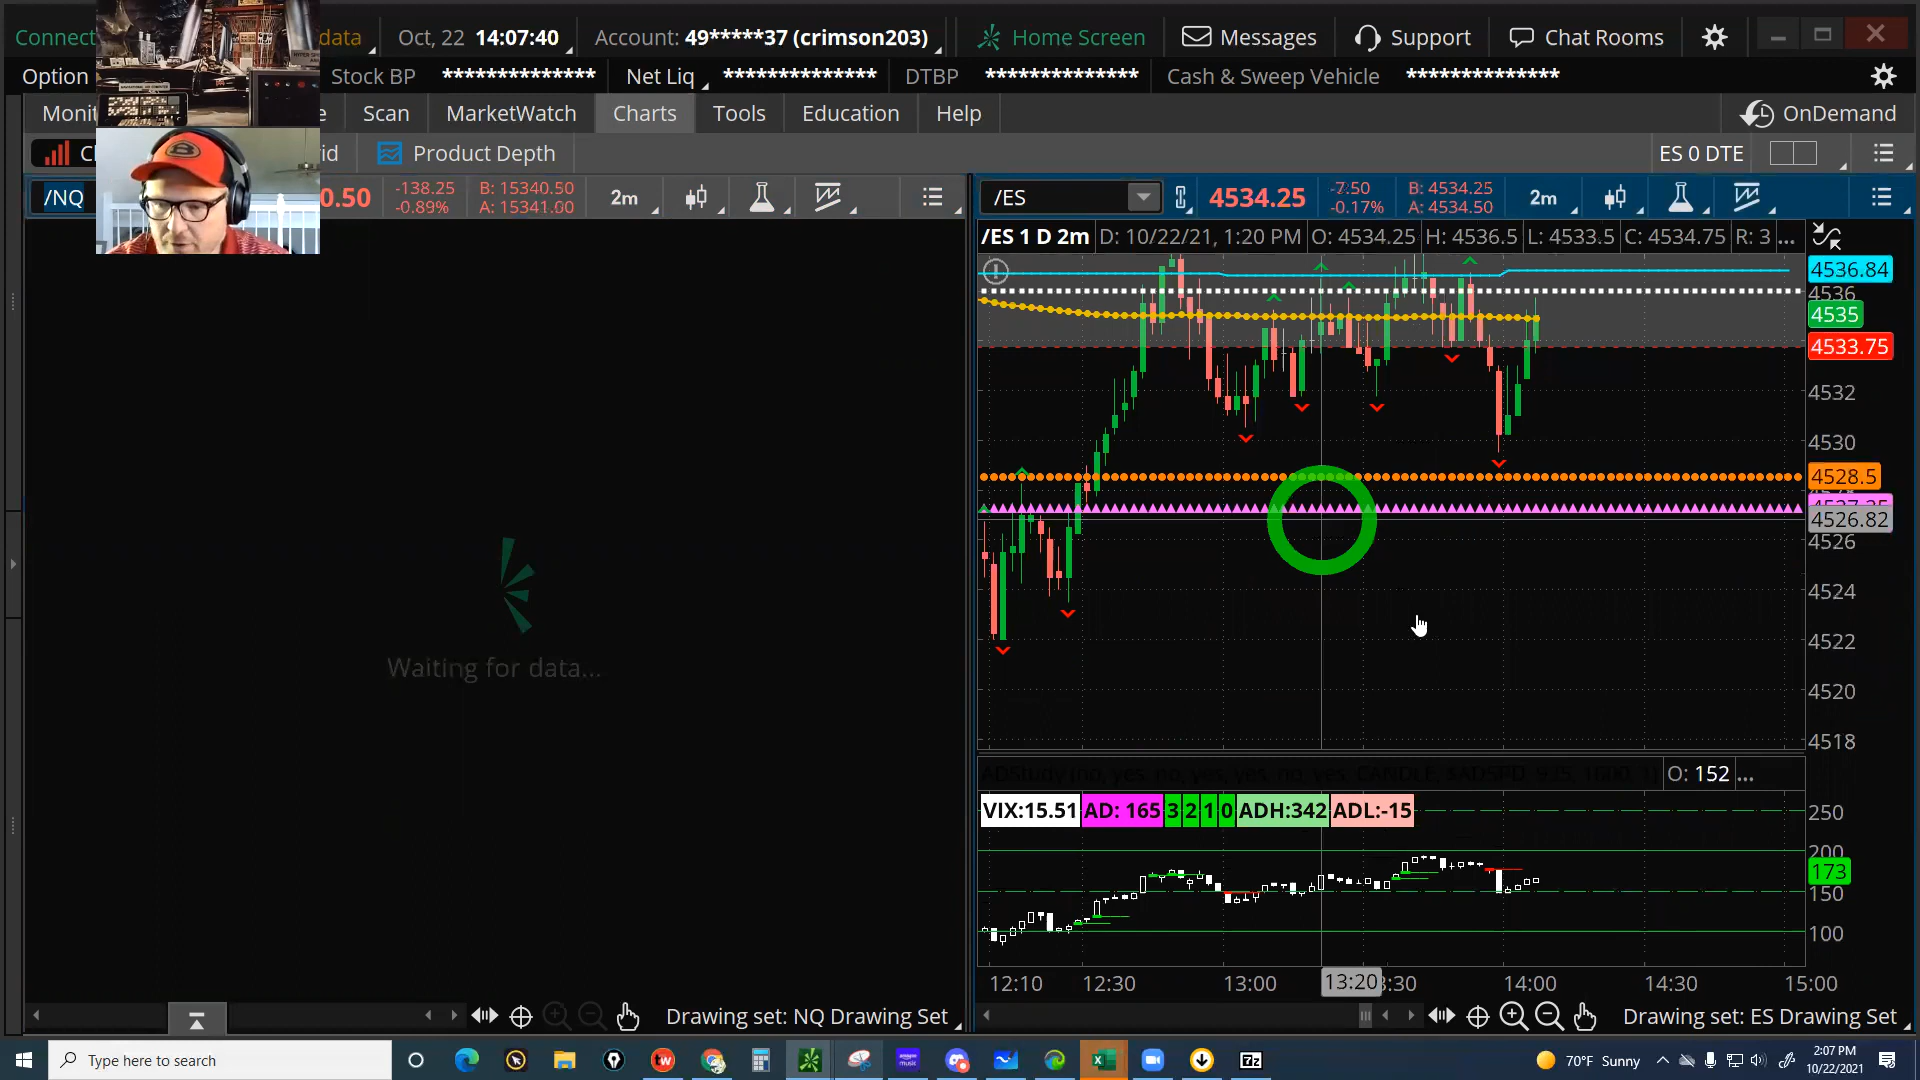 Connect
data
Oct, 22 14:07:40
Account: 49*****37 (crimson203)
Home Screen
Messages
Support
Chat Rooms
Option
Stock BP **************
Net Liq **************
DTBP **************
Cash & Sweep Vehicle **************
Monit
e
Scan
MarketWatch
Charts
Tools
Education
Help
OnDemand
Ch
id
Product Depth
ES 0 DTE
/NQ
0.50
-138.25
-0.89%
B: 15340.50
A: 15341.00
2m
/ES
4534.25
-7.50
-0.17%
B: 4534.25
A: 4534.50
2m
/ES 1 D 2m
D: 10/22/21, 1:20 PM
O: 4534.25
H: 4536.5
L: 4533.5
C: 4534.75
R: 3 ...
4536.84
4536
4535
4533.75
4532
4530
4528.5
4526.82
4526
4524
4522
4520
4518
Waiting for data...
O: 152 ...
VIX:15.51
AD: 165
3
2
1
0
ADH:342
ADL:-15
250
200
173
150
100
12:10
12:30
13:00
13:20
:30
14:00
14:30
15:00
Drawing set: NQ Drawing Set
Drawing set: ES Drawing Set
Type here to search
70°F Sunny
2:07 PM
10/22/2021